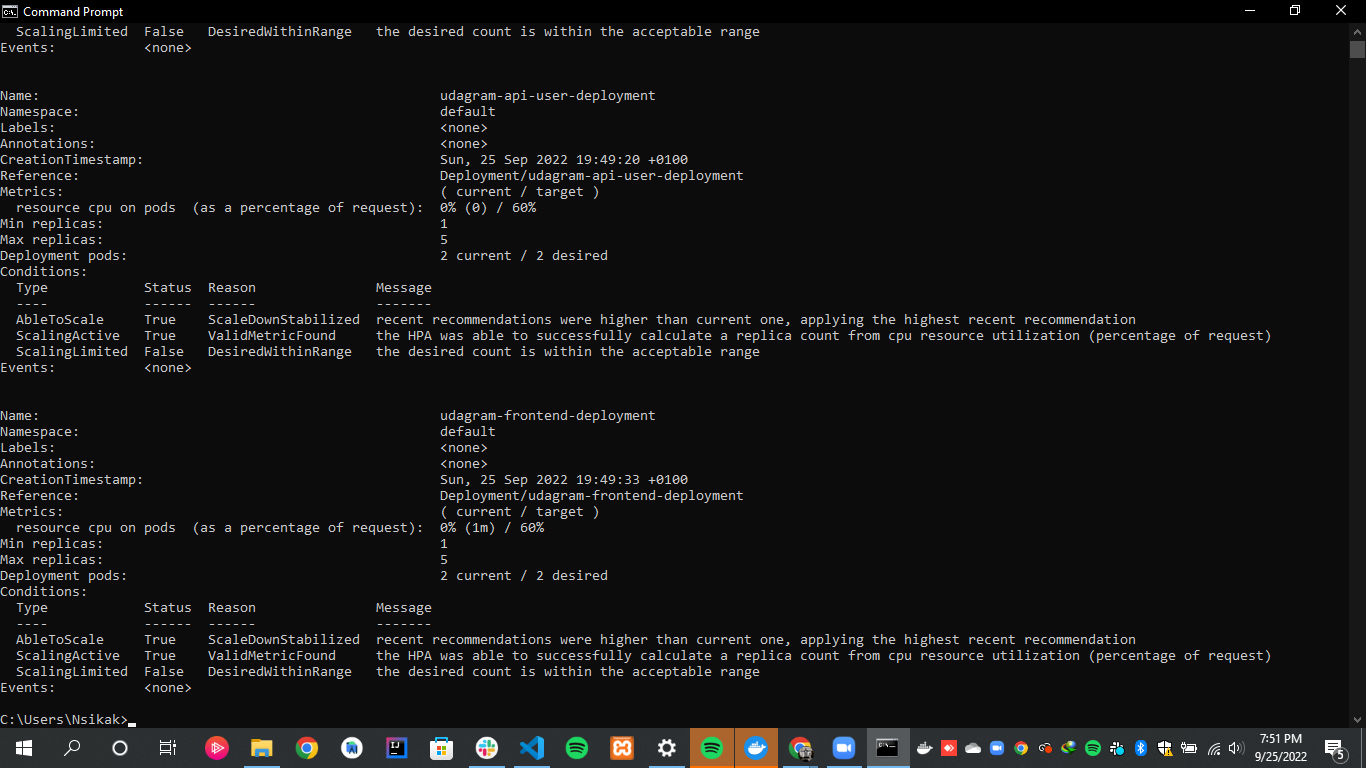 Command Prompt
  ScalingLimited  False   DesiredWithinRange   the desired count is within the acceptable range
Events:           <none>
Name:                                                  udagram-api-user-deployment
Namespace:                                             default
Labels:                                                <none>
Annotations:                                           <none>
CreationTimestamp:                                     Sun, 25 Sep 2022 19:49:20 +0100
Reference:                                             Deployment/udagram-api-user-deployment
Metrics:                                               ( current / target )
  resource cpu on pods  (as a percentage of request):  0% (0) / 60%
Min replicas:                                          1
Max replicas:                                          5
Deployment pods:                                       2 current / 2 desired
Conditions:
  Type            Status  Reason               Message
  ----            ------  ------               -------
  AbleToScale     True    ScaleDownStabilized  recent recommendations were higher than current one, applying the highest recent recommendation
  ScalingActive   True    ValidMetricFound     the HPA was able to successfully calculate a replica count from cpu resource utilization (percentage of request)
  ScalingLimited  False   DesiredWithinRange   the desired count is within the acceptable range
Events:           <none>
Name:                                                  udagram-frontend-deployment
Namespace:                                             default
Labels:                                                <none>
Annotations:                                           <none>
CreationTimestamp:                                     Sun, 25 Sep 2022 19:49:33 +0100
Reference:                                             Deployment/udagram-frontend-deployment
Metrics:                                               ( current / target )
  resource cpu on pods  (as a percentage of request):  0% (1m) / 60%
Min replicas:                                          1
Max replicas:                                          5
Deployment pods:                                       2 current / 2 desired
Conditions:
  Type            Status  Reason               Message
  ----            ------  ------               -------
  AbleToScale     True    ScaleDownStabilized  recent recommendations were higher than current one, applying the highest recent recommendation
  ScalingActive   True    ValidMetricFound     the HPA was able to successfully calculate a replica count from cpu resource utilization (percentage of request)
  ScalingLimited  False   DesiredWithinRange   the desired count is within the acceptable range
Events:           <none>
C:\Users\Nsikak>
7:51 PM
9/25/2022
5